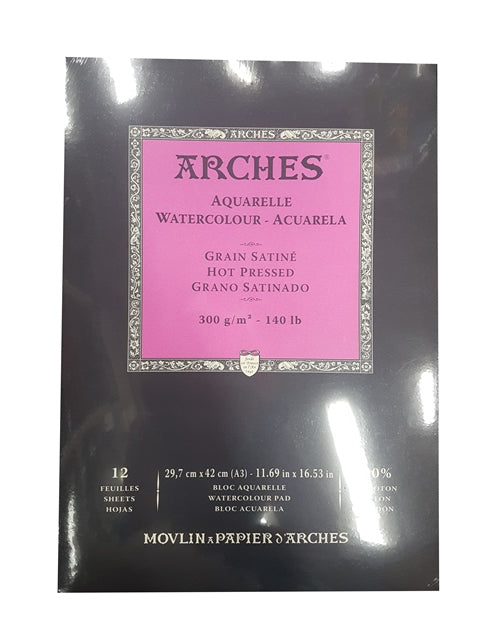 ARCHES
ARCHES®
AQUARELLE
WATERCOLOUR - ACUARELA
GRAIN SATINÉ
HOT PRESSED
GRANO SATINADO
300 g/m² - 140 lb
12
FEUILLES
SHEETS
HOJAS
29,7 cm x 42 cm (A3) - 11.69 in x 16.53 in
BLOC AQUARELLE
WATERCOLOUR PAD
BLOC ACUARELA
MOVLIN A PAPIER D'ARCHES